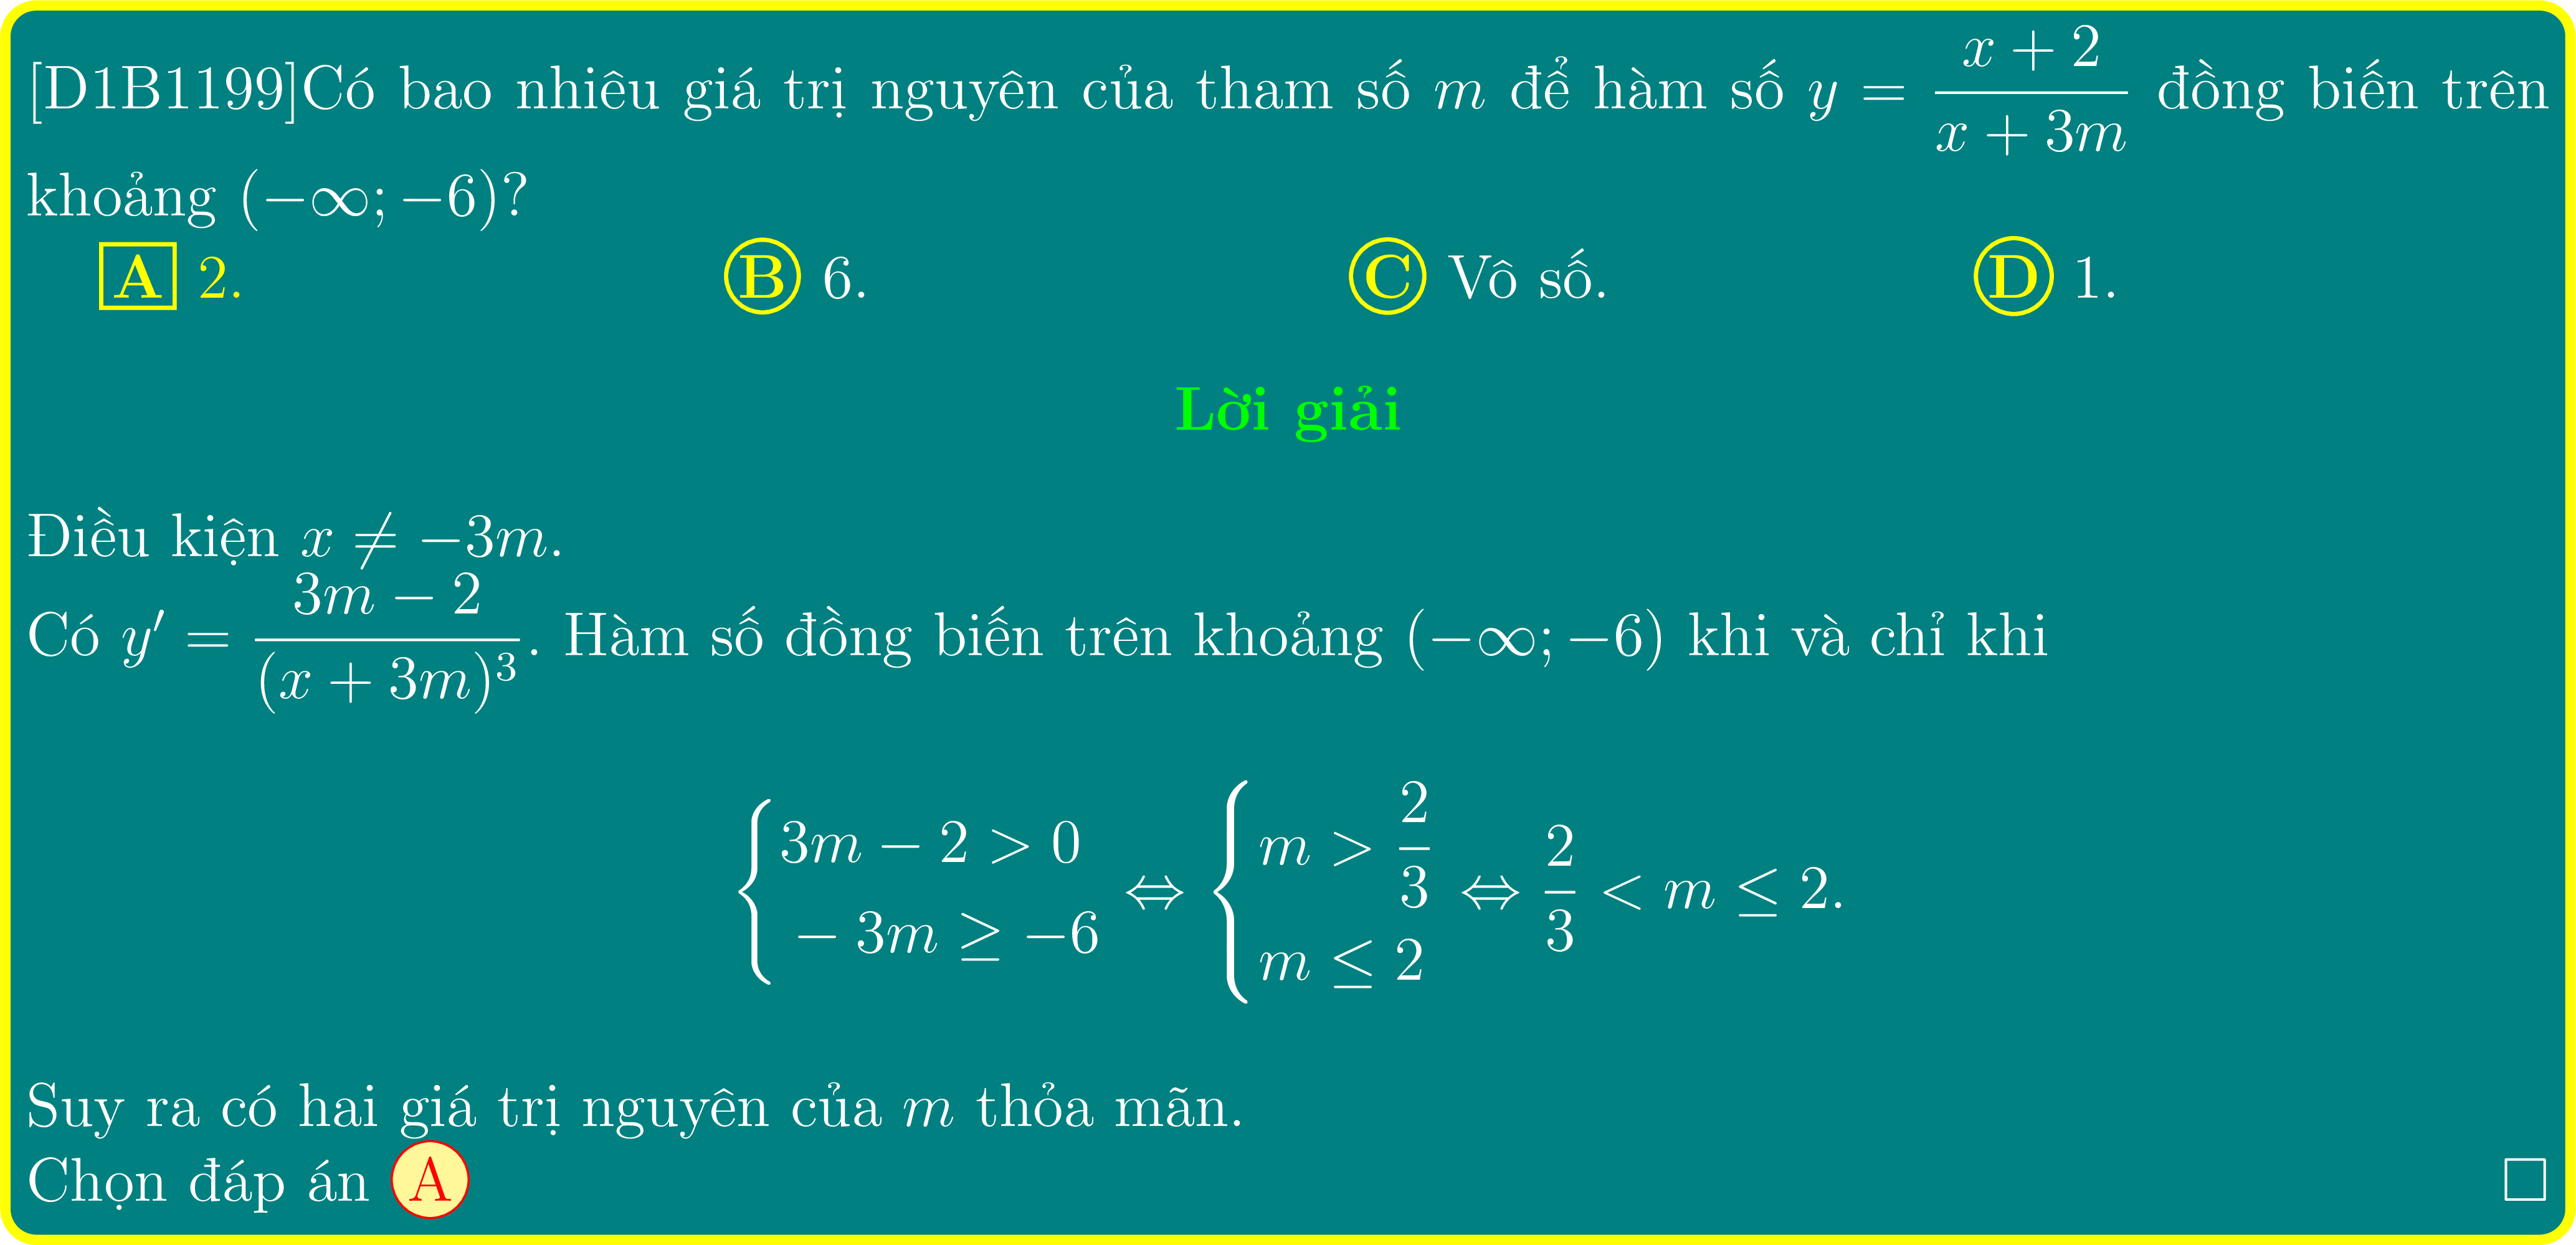 [D1B1199]Có bao nhiêu giá trị nguyên của tham số $m$ để hàm số $y = \dfrac{x+2}{x+3m}$ đồng biến trên
khoảng $(-\infty; -6)$?
A 2. B 6. C Vô số. D 1.
Lời giải
Điều kiện $x \neq -3m$.
Có $y' = \dfrac{3m-2}{(x+3m)^3}$. Hàm số đồng biến trên khoảng $(-\infty; -6)$ khi và chỉ khi
$\begin{cases} 3m-2 > 0 \\ -3m \geq -6 \end{cases} \Leftrightarrow \begin{cases} m > \dfrac{2}{3} \\ m \leq 2 \end{cases} \Leftrightarrow \dfrac{2}{3} < m \leq 2.$
Suy ra có hai giá trị nguyên của $m$ thỏa mãn.
Chọn đáp án A □